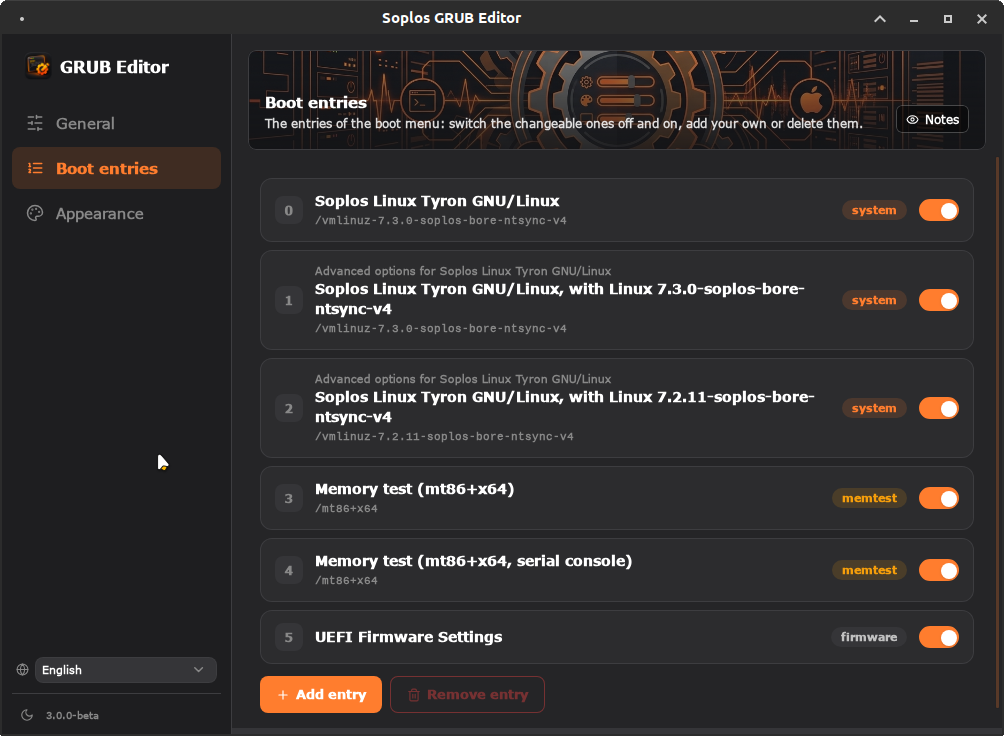 Soplos GRUB Editor
GRUB Editor
General
Boot entries
Appearance
English
3.0.0-beta
Boot entries
The entries of the boot menu: switch the changeable ones off and on, add your own or delete them.
Notes
0
Soplos Linux Tyron GNU/Linux
/vmlinuz-7.3.0-soplos-bore-ntsync-v4
system
1
Advanced options for Soplos Linux Tyron GNU/Linux
Soplos Linux Tyron GNU/Linux, with Linux 7.3.0-soplos-bore-
ntsync-v4
/vmlinuz-7.3.0-soplos-bore-ntsync-v4
system
2
Advanced options for Soplos Linux Tyron GNU/Linux
Soplos Linux Tyron GNU/Linux, with Linux 7.2.11-soplos-bore-
ntsync-v4
/vmlinuz-7.2.11-soplos-bore-ntsync-v4
system
3
Memory test (mt86+x64)
/mt86+x64
memtest
4
Memory test (mt86+x64, serial console)
/mt86+x64
memtest
5
UEFI Firmware Settings
firmware
+ Add entry
Remove entry